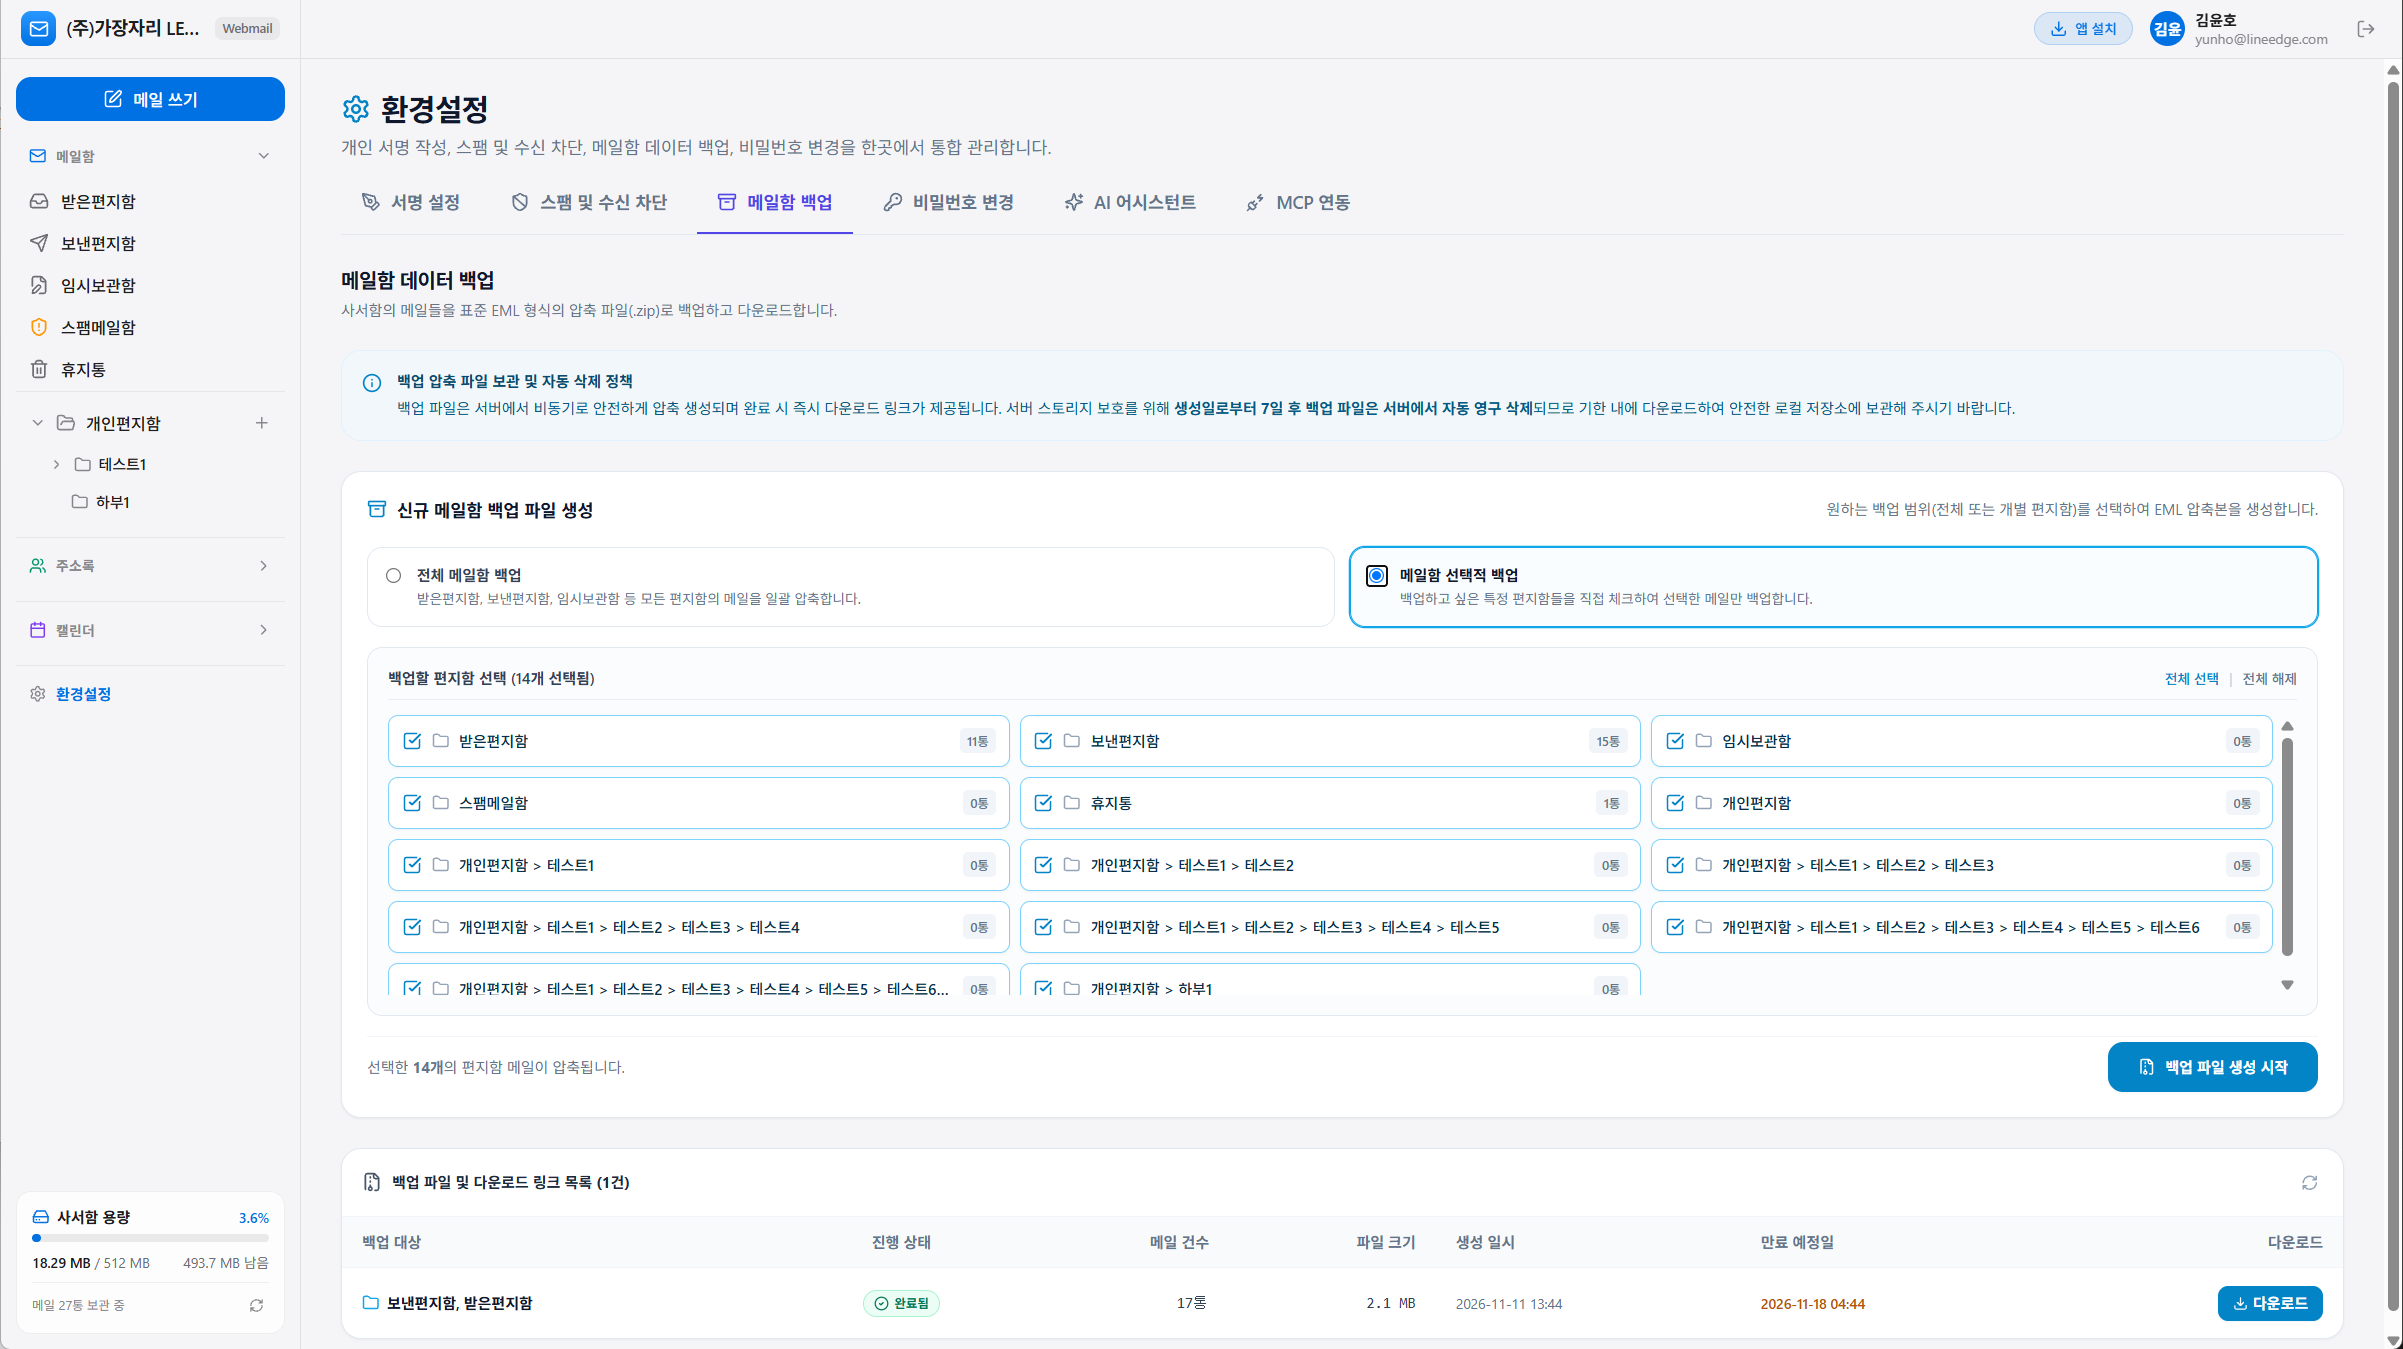 (주)가장자리 LE... Webmail
앱 설치
김윤
김윤호
yunho@lineedge.com
메일 쓰기
메일함
받은편지함
보낸편지함
임시보관함
스팸메일함
휴지통
개인편지함
테스트1
하부1
주소록
캘린더
환경설정
사서함 용량 3.6%
18.29 MB / 512 MB 493.7 MB 남음
메일 27통 보관 중
환경설정
개인 서명 작성, 스팸 및 수신 차단, 메일함 데이터 백업, 비밀번호 변경을 한곳에서 통합 관리합니다.
서명 설정 스팸 및 수신 차단 메일함 백업 비밀번호 변경 AI 어시스턴트 MCP 연동
메일함 데이터 백업
사서함의 메일들을 표준 EML 형식의 압축 파일(.zip)로 백업하고 다운로드합니다.
백업 압축 파일 보관 및 자동 삭제 정책
백업 파일은 서버에서 비동기로 안전하게 압축 생성되며 완료 시 즉시 다운로드 링크가 제공됩니다. 서버 스토리지 보호를 위해 생성일로부터 7일 후 백업 파일은 서버에서 자동 영구 삭제되므로 기한 내에 다운로드하여 안전한 로컬 저장소에 보관해 주시기 바랍니다.
신규 메일함 백업 파일 생성
원하는 백업 범위(전체 또는 개별 편지함)를 선택하여 EML 압축본을 생성합니다.
전체 메일함 백업
받은편지함, 보낸편지함, 임시보관함 등 모든 편지함의 메일을 일괄 압축합니다.
메일함 선택적 백업
백업하고 싶은 특정 편지함들을 직접 체크하여 선택한 메일만 백업합니다.
백업할 편지함 선택 (14개 선택됨)
전체 선택 | 전체 해제
받은편지함 11통
보낸편지함 15통
임시보관함 0통
스팸메일함 0통
휴지통 1통
개인편지함 0통
개인편지함 > 테스트1 0통
개인편지함 > 테스트1 > 테스트2 0통
개인편지함 > 테스트1 > 테스트2 > 테스트3 0통
개인편지함 > 테스트1 > 테스트2 > 테스트3 > 테스트4 0통
개인편지함 > 테스트1 > 테스트2 > 테스트3 > 테스트4 > 테스트5 0통
개인편지함 > 테스트1 > 테스트2 > 테스트3 > 테스트4 > 테스트5 > 테스트6 0통
개인편지함 > 테스트1 > 테스트2 > 테스트3 > 테스트4 > 테스트5 > 테스트6... 0통
개인편지함 > 하부1 0통
선택한 14개의 편지함 메일이 압축됩니다.
백업 파일 생성 시작
백업 파일 및 다운로드 링크 목록 (1건)
백업 대상 진행 상태 메일 건수 파일 크기 생성 일시 만료 예정일 다운로드
보낸편지함, 받은편지함 완료됨 17통 2.1 MB 2026-11-11 13:44 2026-11-18 04:44 다운로드